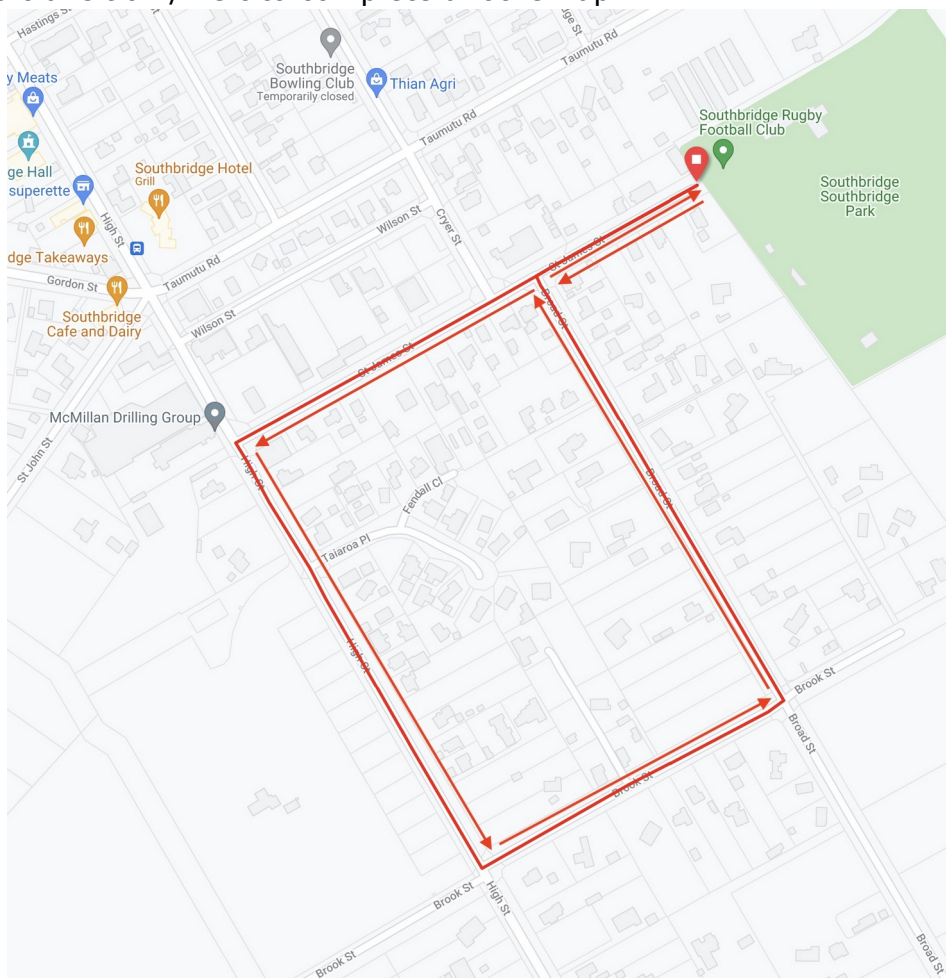 Hastings St
Taumutu Rd
Southbridge
Bowling Club
Temporarily closed
Thian Agri
y Meats
Taumutu Rd
Southbridge Rugby
Football Club
ge Hall
superette
Southbridge Hotel
Grill
Southbridge
Southbridge
Park
High St
Wilson St
Cryer St
dge Takeaways
Gordon St
Taumutu Rd
St James St
Southbridge
Cafe and Dairy
Wilson St
Broad St
St James St
McMillan Drilling Group
St John St
High St
Fendall Cl
Broad St
Taiaroa Pl
High St
Brook St
Broad St
Brook St
Brook St
High St
Brook St
Broad St